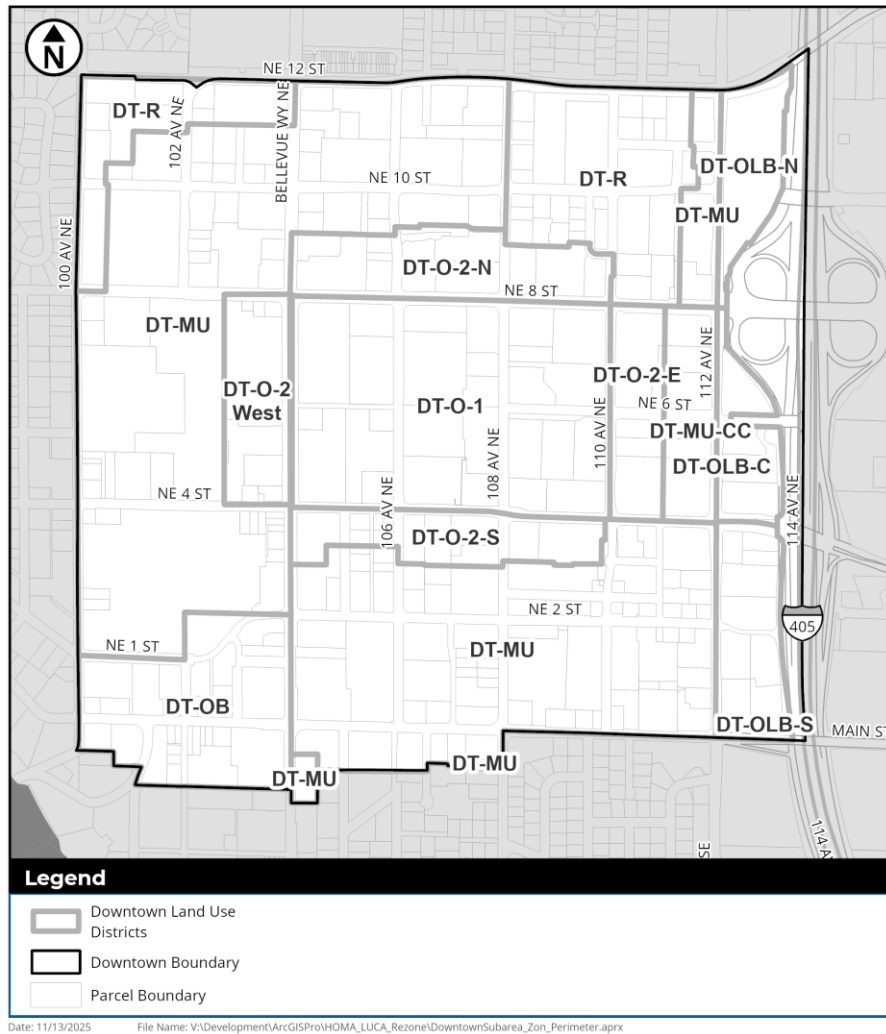 N
NE 12 ST
DT-R
102 AV NE
BELLEVUE WY NE
DT-OLB-N
NE 10 ST
DT-R
DT-MU
100 AV NE
DT-O-2-N
NE 8 ST
DT-MU
112 AV NE
DT-O-2
West
DT-O-1
DT-O-2-E
NE 6 ST
110 AV NE
DT-MU-CC
108 AV NE
DT-OLB-C
NE 4 ST
106 AV NE
114 AV NE
DT-O-2-S
NE 2 ST
405
NE 1 ST
DT-MU
DT-OB
DT-OLB-S
MAIN ST
DT-MU
DT-MU
114 A
SE
Legend
Downtown Land Use
Districts
Downtown Boundary
Parcel Boundary
Date: 11/13/2025 File Name: V:\Development\ArcGISPro\HOMA_LUCA_Rezone\DowntownSubarea_Zon_Perimeter.aprx